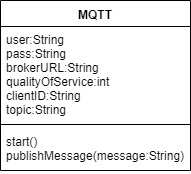 MQTT
user:String
pass:String
brokerURL:String
qualityOfService:int
clientID:String
topic:String
start()
publishMessage(message:String)